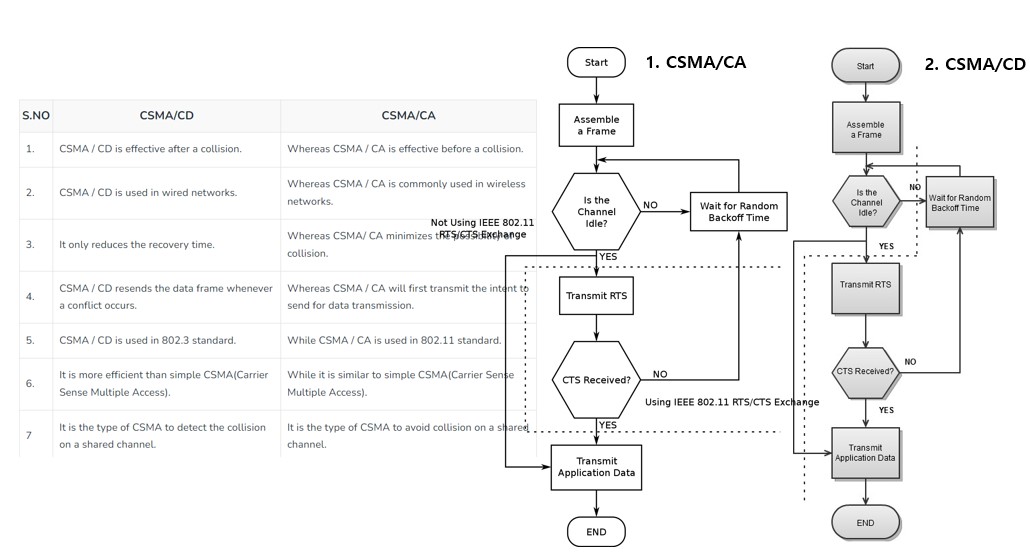 1. CSMA/CA
2. CSMA/CD
S.NO CSMA/CD CSMA/CA
1. CSMA / CD is effective after a collision. Whereas CSMA / CA is effective before a collision.
2. CSMA / CD is used in wired networks. Whereas CSMA / CA is commonly used in wireless
networks.
3. It only reduces the recovery time. Whereas CSMA/ CA minimizes the possibility of
collision.
4. CSMA / CD resends the data frame whenever
a conflict occurs.
Whereas CSMA / CA will first transmit the intent to
send for data transmission.
5. CSMA / CD is used in 802.3 standard. While CSMA / CA is used in 802.11 standard.
6. It is more efficient than simple CSMA(Carrier
Sense Multiple Access).
While it is similar to simple CSMA(Carrier Sense
Multiple Access).
7 It is the type of CSMA to detect the collision
on a shared channel.
It is the type of CSMA to avoid collision on a shared
channel.
Start
Assemble
a Frame
Is the
Channel
Idle?
NO
Wait for Random
Backoff Time
YES
Not Using IEEE 802.11
RTS/CTS Exchange
Transmit RTS
CTS Received?
NO
Using IEEE 802.11 RTS/CTS Exchange
YES
Transmit
Application Data
END
Start
Assemble
a Frame
Is the
Channel
Idle?
NO
Wait for Random
Backoff Time
YES
Transmit RTS
CTS Received?
NO
YES
Transmit
Application Data
END